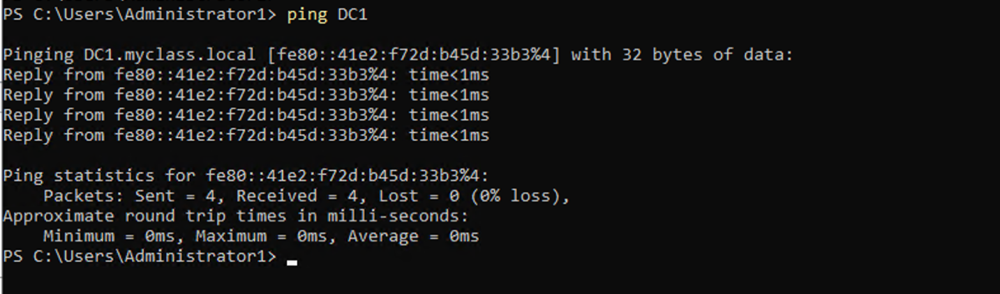 PS C:\Users\Administrator1> ping DC1
Pinging DC1.myclass.local [fe80::41e2:f72d:b45d:33b3%4] with 32 bytes of data:
Reply from fe80::41e2:f72d:b45d:33b3%4: time<1ms
Reply from fe80::41e2:f72d:b45d:33b3%4: time<1ms
Reply from fe80::41e2:f72d:b45d:33b3%4: time<1ms
Reply from fe80::41e2:f72d:b45d:33b3%4: time<1ms
Ping statistics for fe80::41e2:f72d:b45d:33b3%4:
    Packets: Sent = 4, Received = 4, Lost = 0 (0% loss),
Approximate round trip times in milli-seconds:
    Minimum = 0ms, Maximum = 0ms, Average = 0ms
PS C:\Users\Administrator1>